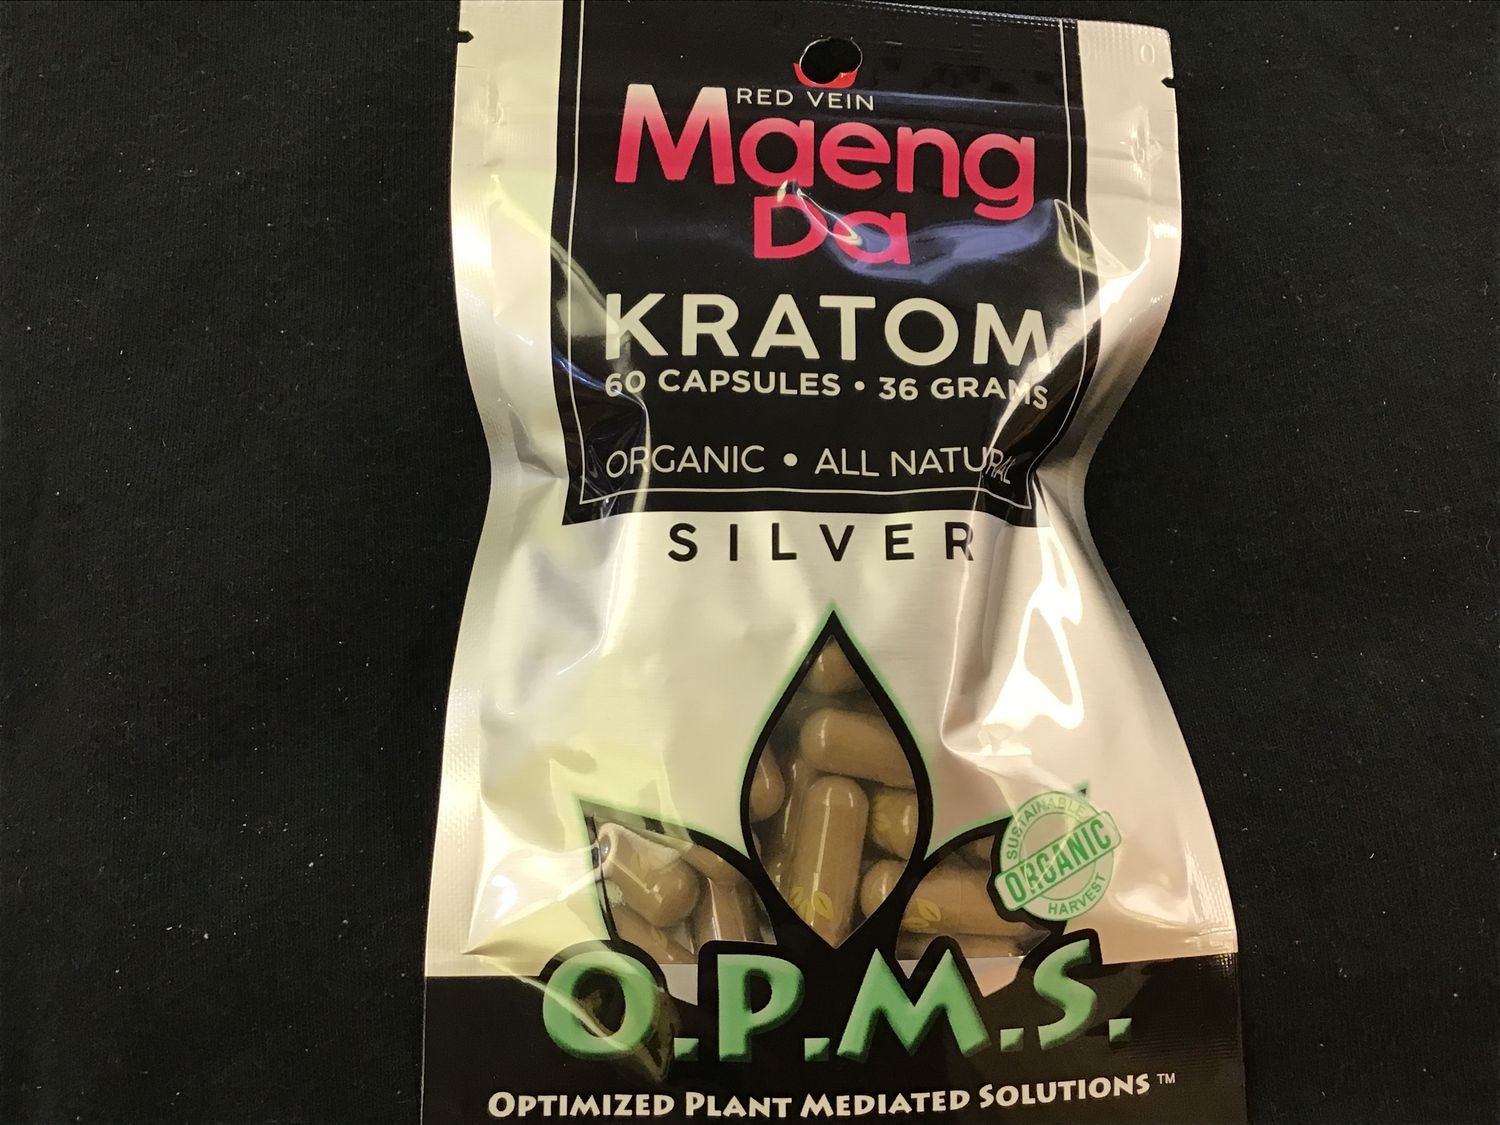 RED VEIN
Maeng
Da
KRATOM
60 CAPSULES • 36 GRAMS
ORGANIC • ALL NATURAL
SILVER
SUSTAINABLE
ORGANIC
HARVEST
O.P.M.S.
OPTIMIZED PLANT MEDIATED SOLUTIONS™